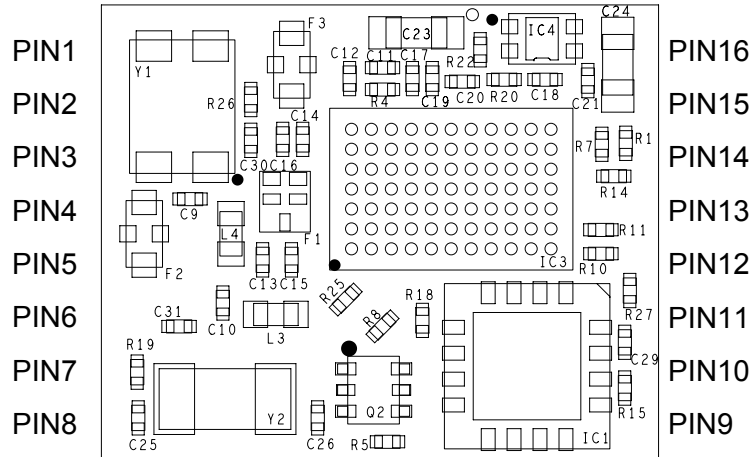 PIN1
PIN2
PIN3
PIN4
PIN5
PIN6
PIN7
PIN8
Y1
F3
C12
C11
C17
C23
R22
IC4
C24
R26
R4
C19
C20
R20
C18
C21
C14
C30
C16
R7
R1
R14
C9
L4
F1
R11
F2
C13
C15
IC3
R10
R25
C10
C31
L3
R8
R18
R27
R19
C29
Y2
Q2
R15
C25
C26
R5
IC1
PIN16
PIN15
PIN14
PIN13
PIN12
PIN11
PIN10
PIN9